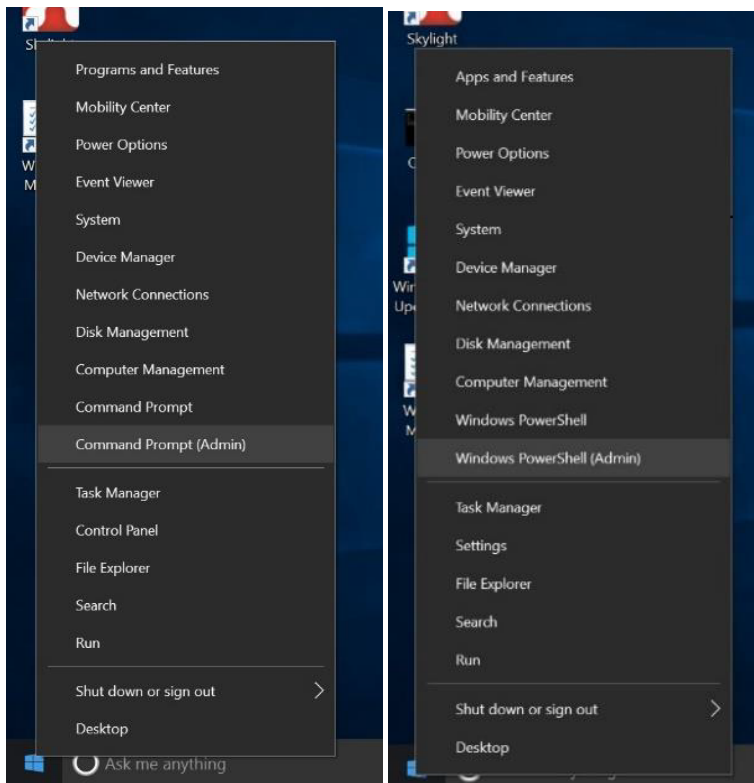 Programs and Features
Mobility Center
Power Options
Event Viewer
System
Device Manager
Network Connections
Disk Management
Computer Management
Command Prompt
Command Prompt (Admin)
Task Manager
Control Panel
File Explorer
Search
Run
Shut down or sign out
Desktop
Ask me anything
Skylight
Apps and Features
Mobility Center
Power Options
Event Viewer
System
Device Manager
Network Connections
Disk Management
Computer Management
Windows PowerShell
Windows PowerShell (Admin)
Task Manager
Settings
File Explorer
Search
Run
Shut down or sign out
Desktop